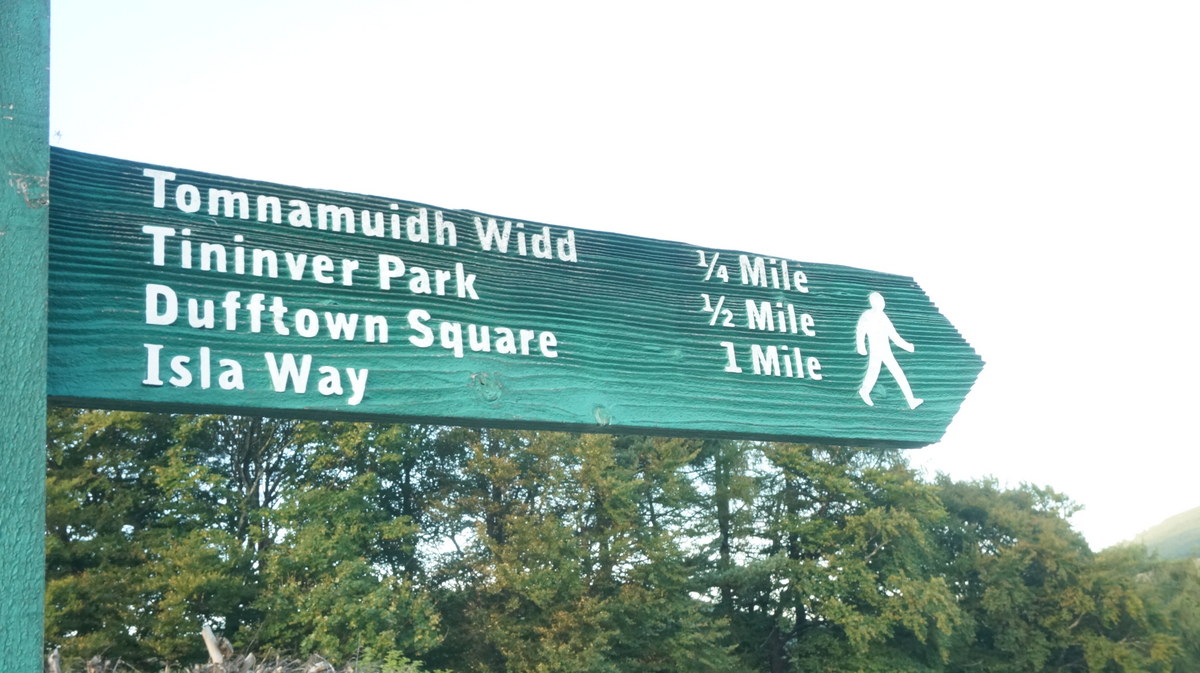 Tomnamuidh Widd ¼ Mile
Tininver Park ½ Mile
Dufftown Square 1 Mile
Isla Way